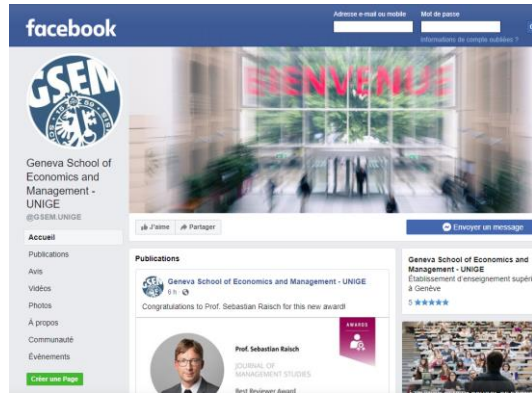 facebook
Adresse e-mail ou mobile
Mot de passe
Informations de compte oubliées ?
GSEM
BIENVENUE
Geneva School of
Economics and
Management -
UNIGE
@GSEM.UNIGE
Accueil
Publications
Avis
Vidéos
Photos
À propos
Communauté
Évènements
Créer une Page
J'aime
Partager
Envoyer un message
Publications
Geneva School of Economics and Management - UNIGE
6 h
Congratulations to Prof. Sebastian Raisch for this new award!
AWARDS
Prof. Sebastian Raisch
JOURNAL OF
MANAGEMENT STUDIES
Best Reviewer Award
Geneva School of Economics and
Management - UNIGE
Établissement d'enseignement supéri
à Genève
5 ★★★★★